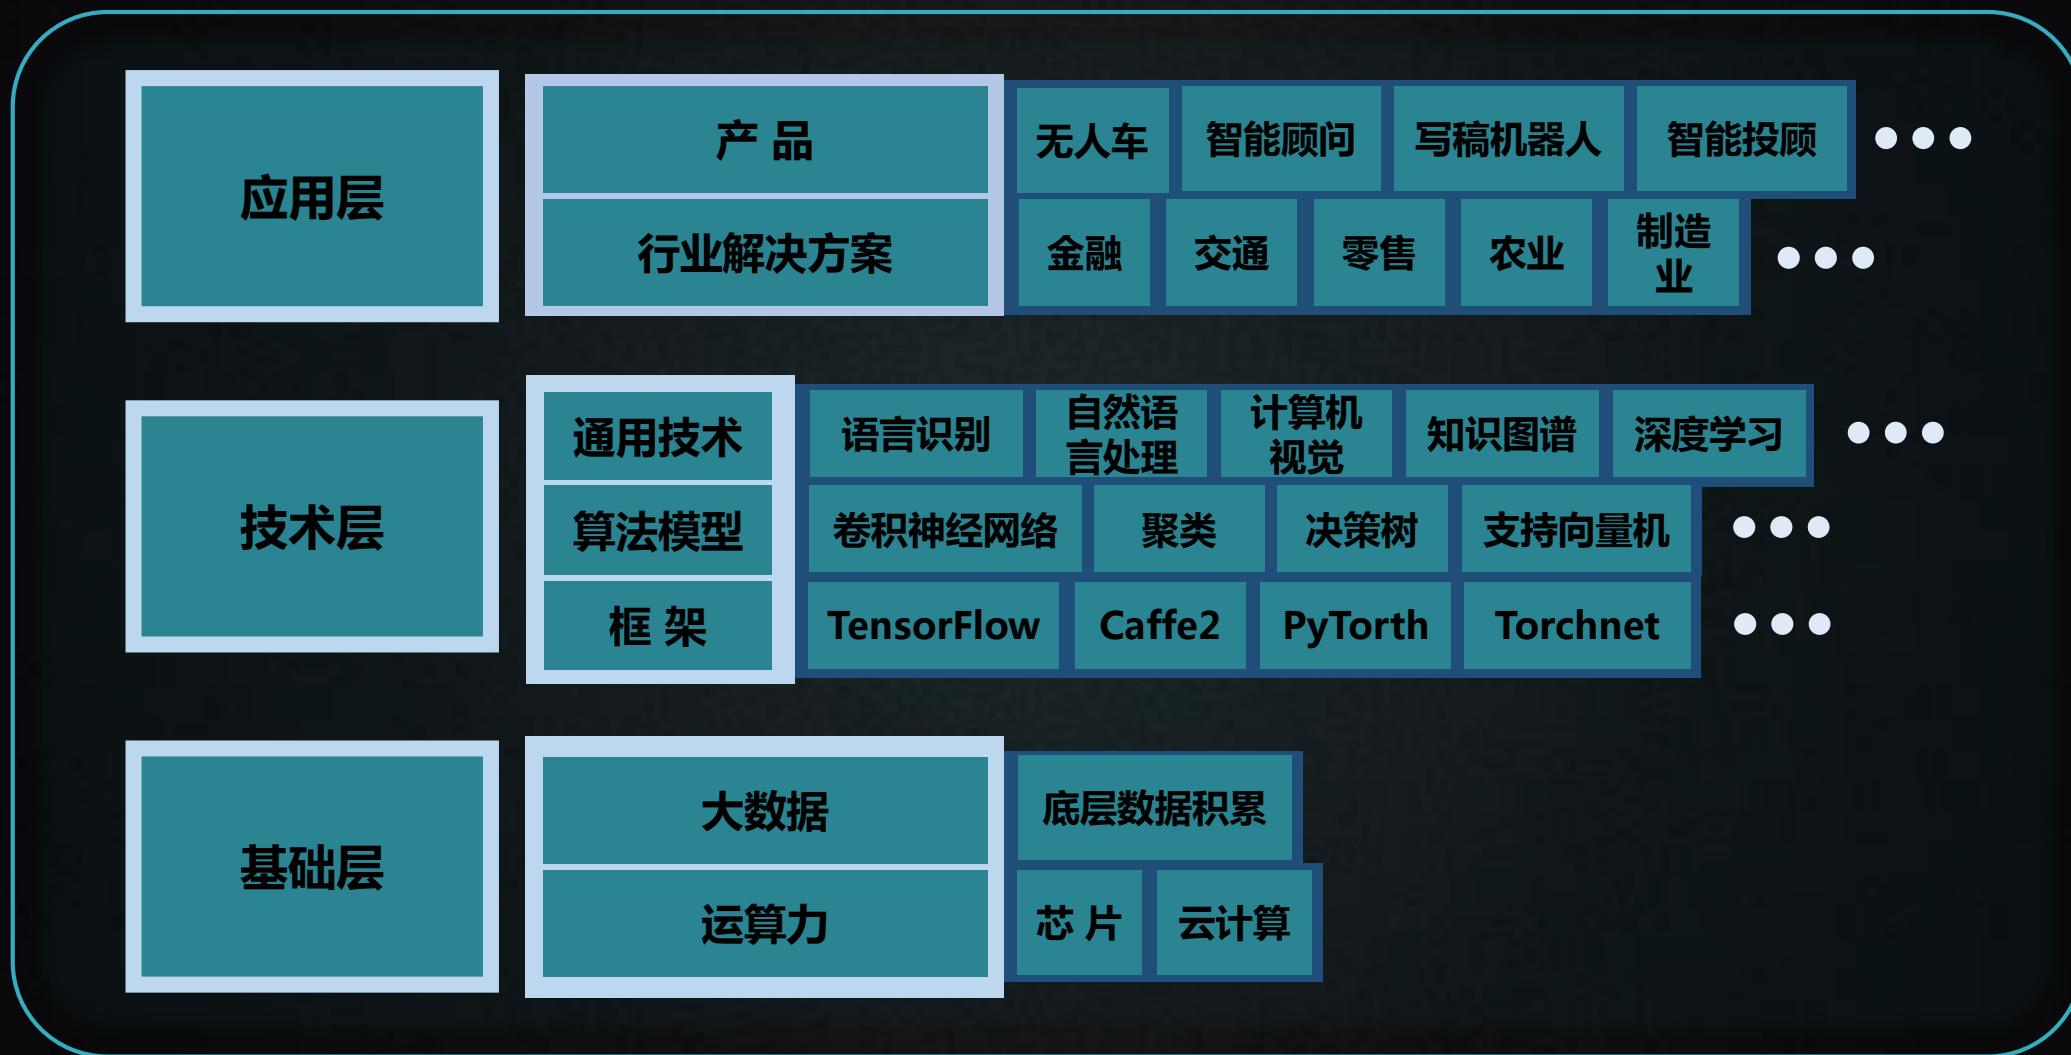 应用层
产 品
无人车
智能顾问
写稿机器人
智能投顾
行业解决方案
金融
交通
零售
农业
制造
业
技术层
通用技术
语言识别
自然语
言处理
计算机
视觉
知识图谱
深度学习
算法模型
卷积神经网络
聚类
决策树
支持向量机
框 架
TensorFlow
Caffe2
PyTorth
Torchnet
基础层
大数据
底层数据积累
运算力
芯 片
云计算